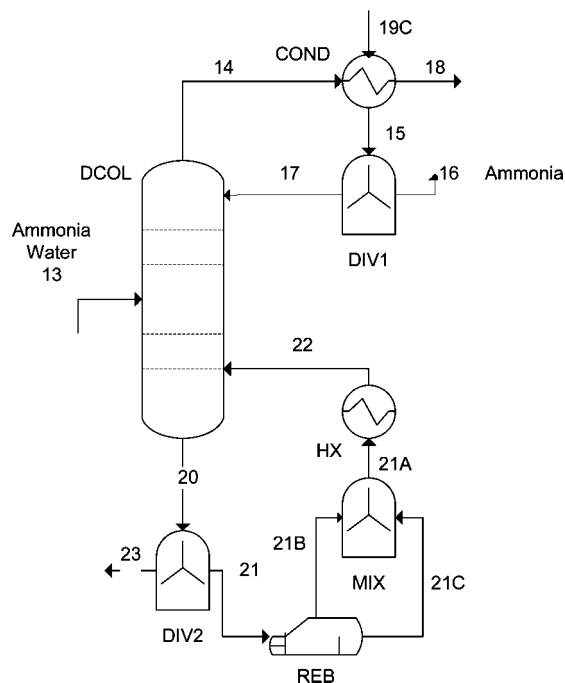 19C
COND
14
18
15
DCOL
17
16
Ammonia
Ammonia
Water
13
DIV1
22
HX
21A
20
21B
23
21
MIX
21C
DIV2
REB